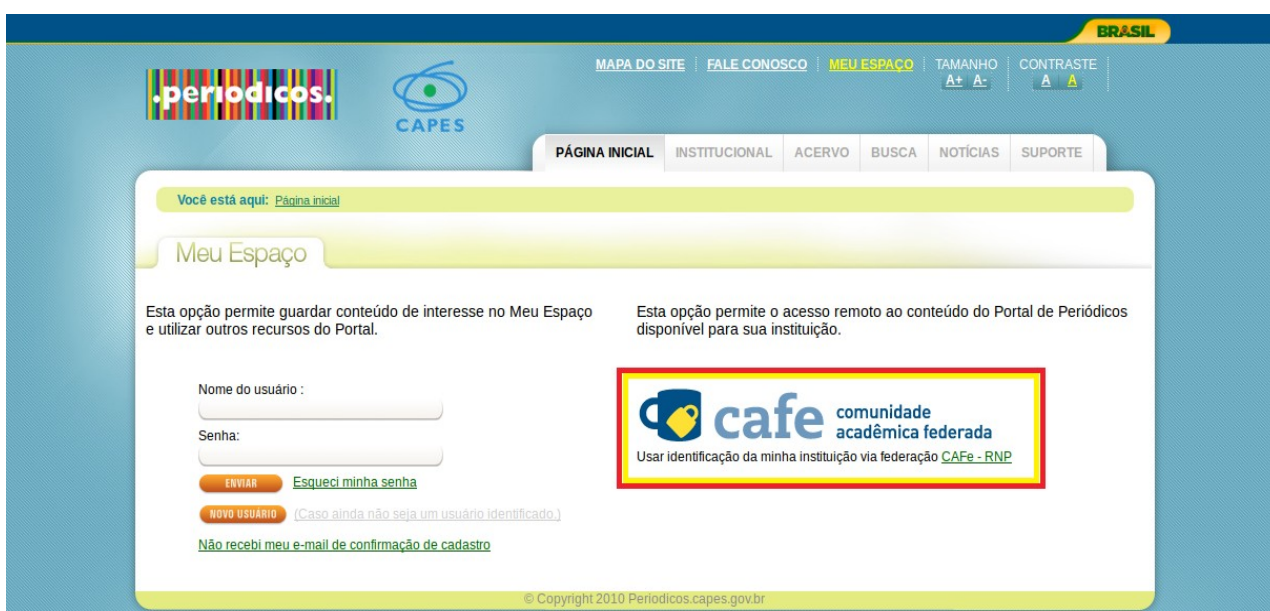 BRASIL
MAPA DO SITE FALE CONOSCO MEU ESPAÇO TAMANHO CONTRASTE
A+ A- A A
.periodicos.
CAPES
PÁGINA INICIAL INSTITUCIONAL ACERVO BUSCA NOTÍCIAS SUPORTE
Você está aqui: Página inicial
Meu Espaço
Esta opção permite guardar conteúdo de interesse no Meu Espaço
e utilizar outros recursos do Portal.
Nome do usuário :
Senha:
ENVIAR Esqueci minha senha
NOVO USUÁRIO (Caso ainda não seja um usuário identificado.)
Não recebi meu e-mail de confirmação de cadastro
Esta opção permite o acesso remoto ao conteúdo do Portal de Periódicos
disponível para sua instituição.
cafe comunidade
acadêmica federada
Usar identificação da minha instituição via federação CAFe - RNP
© Copyright 2010 Periodicos.capes.gov.br